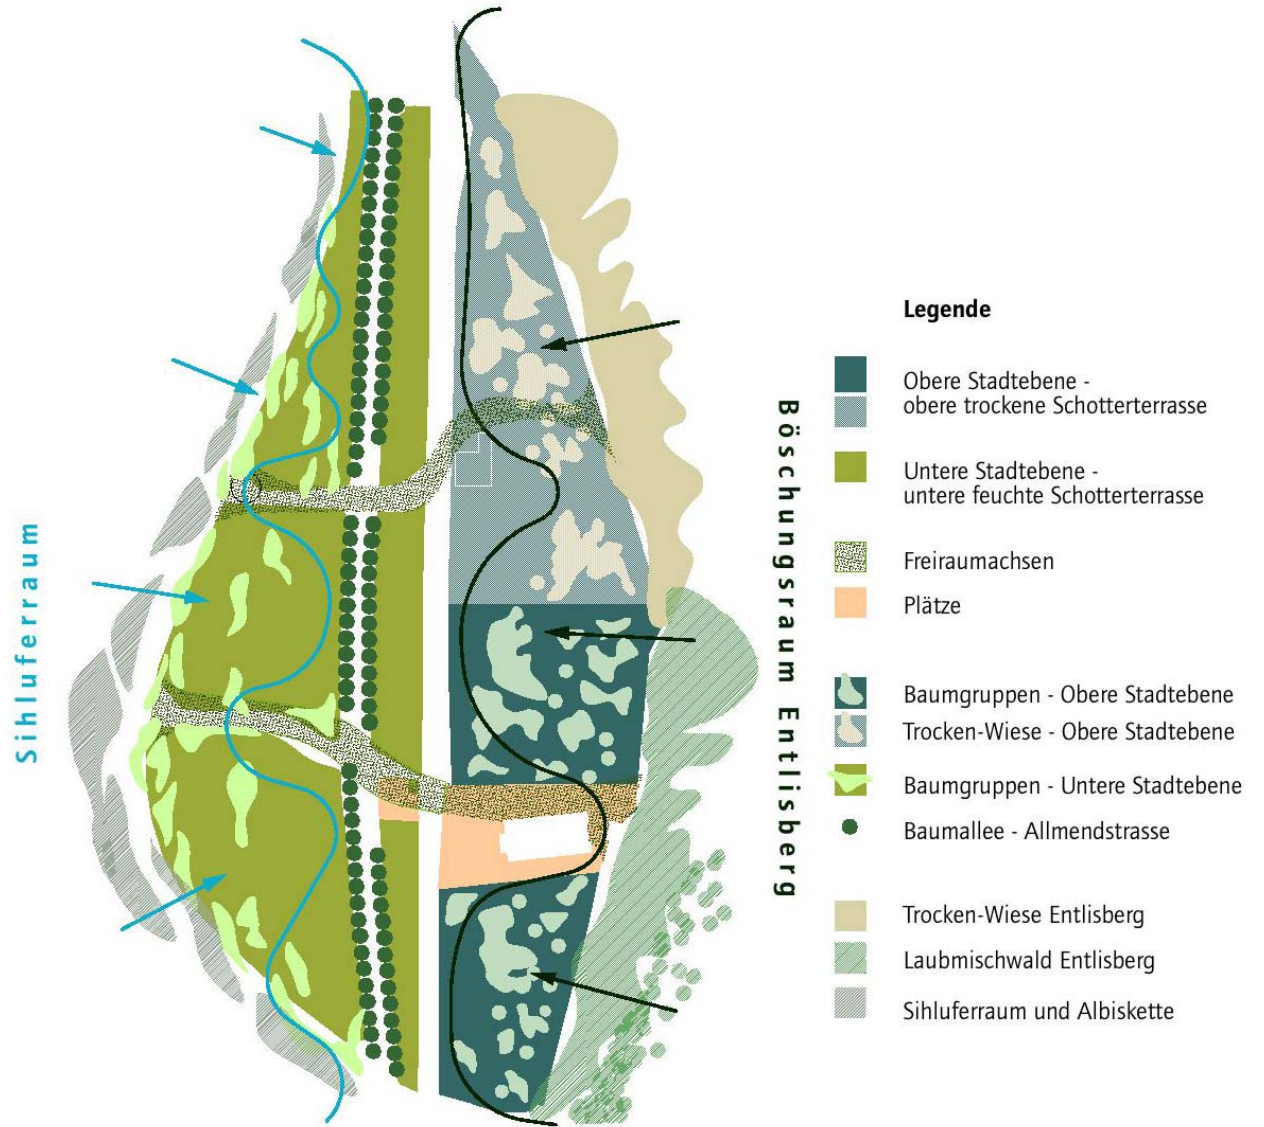 Sihluferraum
Böschungsraum Entlisberg
Legende
Obere Stadtebene -
obere trockene Schotterterrasse
Untere Stadtebene -
untere feuchte Schotterterrasse
Freiraumachsen
Plätze
Baumgruppen - Obere Stadtebene
Trocken-Wiese - Obere Stadtebene
Baumgruppen - Untere Stadtebene
Baumallee - Allmendstrasse
Trocken-Wiese Entlisberg
Laubmischwald Entlisberg
Sihluferraum und Albiskette